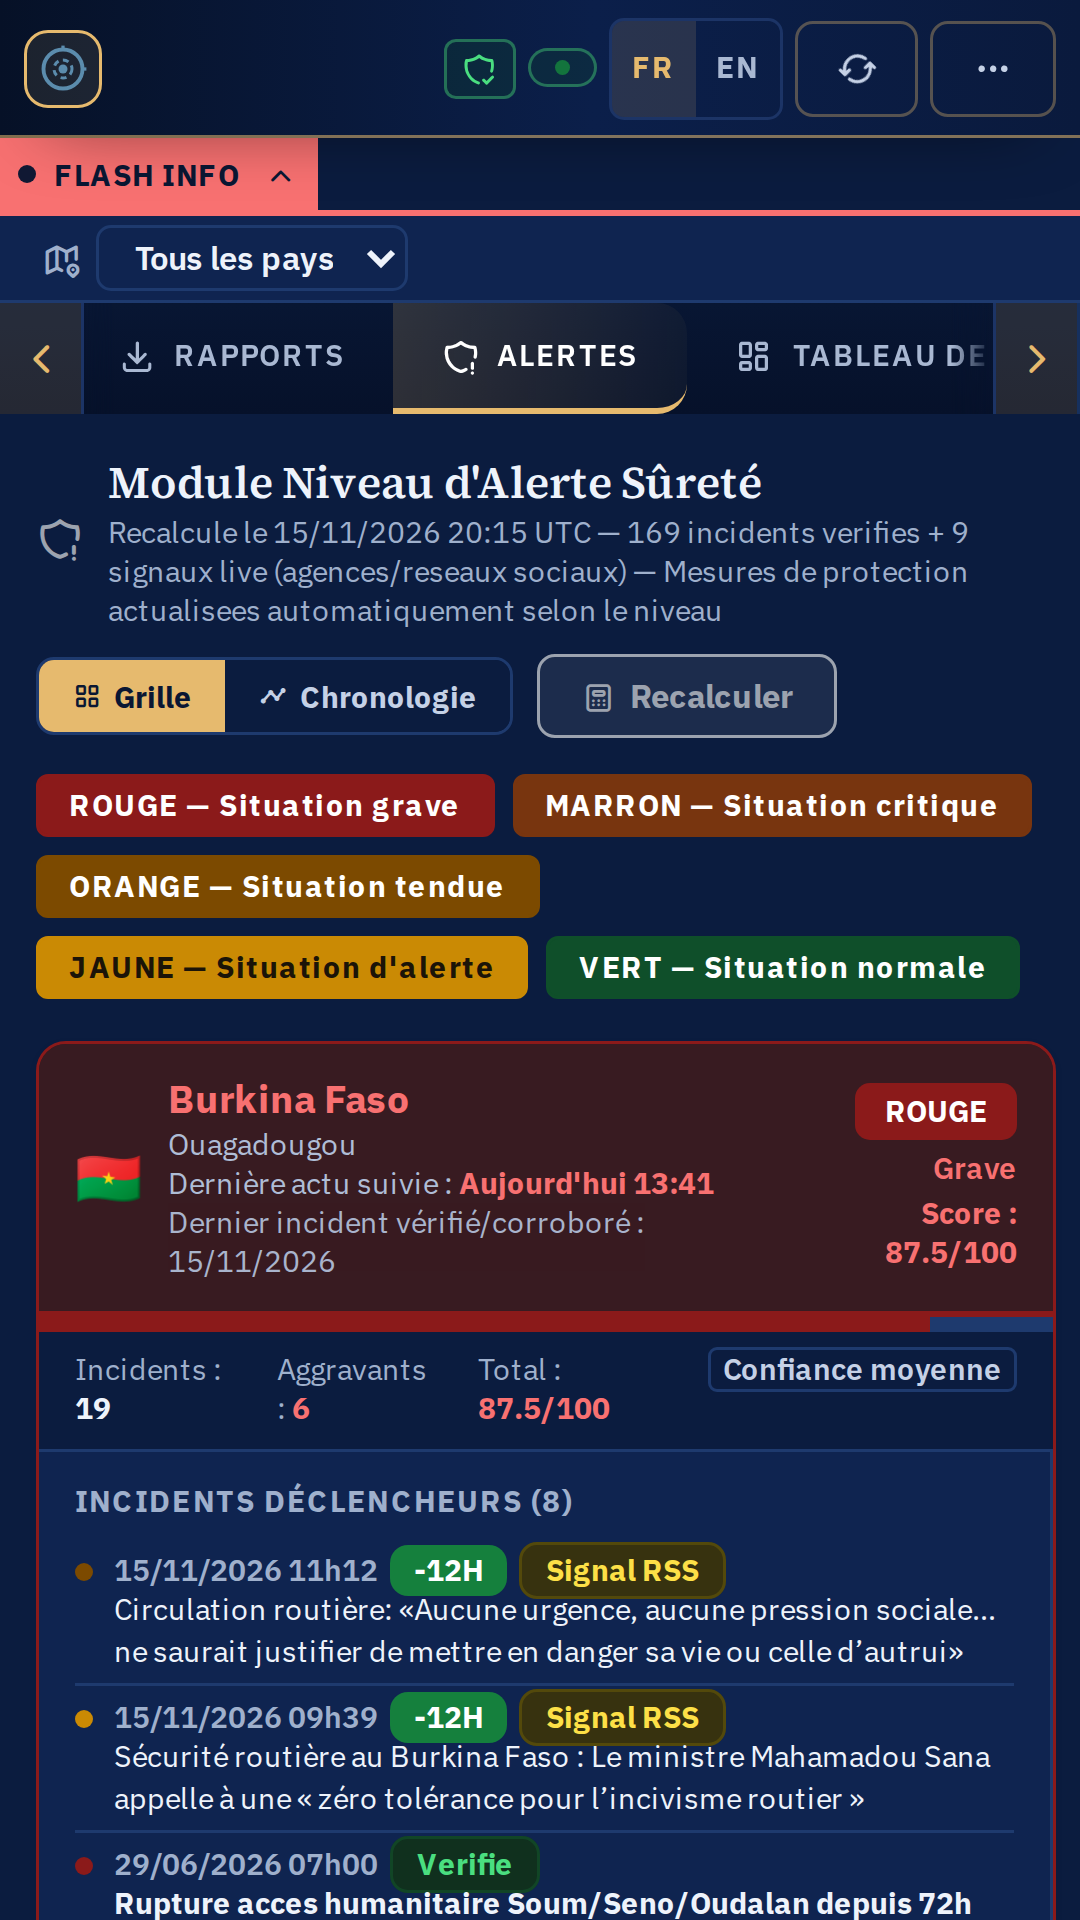 FR
EN
FLASH INFO
Tous les pays
RAPPORTS
ALERTES
TABLEAU DE
Module Niveau d'Alerte Sûreté
Recalcule le 15/11/2026 20:15 UTC — 169 incidents verifies + 9
signaux live (agences/reseaux sociaux) — Mesures de protection
actualisees automatiquement selon le niveau
Grille
Chronologie
Recalculer
ROUGE — Situation grave
MARRON — Situation critique
ORANGE — Situation tendue
JAUNE — Situation d'alerte
VERT — Situation normale
Burkina Faso
Ouagadougou
Dernière actu suivie : Aujourd'hui 13:41
Dernier incident vérifié/corroboré :
15/11/2026
ROUGE
Grave
Score :
87.5/100
Incidents :
19
Aggravants
: 6
Total :
87.5/100
Confiance moyenne
INCIDENTS DÉCLENCHEURS (8)
15/11/2026 11h12 -12H Signal RSS
Circulation routière: «Aucune urgence, aucune pression sociale...
ne saurait justifier de mettre en danger sa vie ou celle d’autrui»
15/11/2026 09h39 -12H Signal RSS
Sécurité routière au Burkina Faso : Le ministre Mahamadou Sana
appelle à une « zéro tolérance pour l’incivisme routier »
29/06/2026 07h00 Verifie
Rupture acces humanitaire Soum/Seno/Oudalan depuis 72h